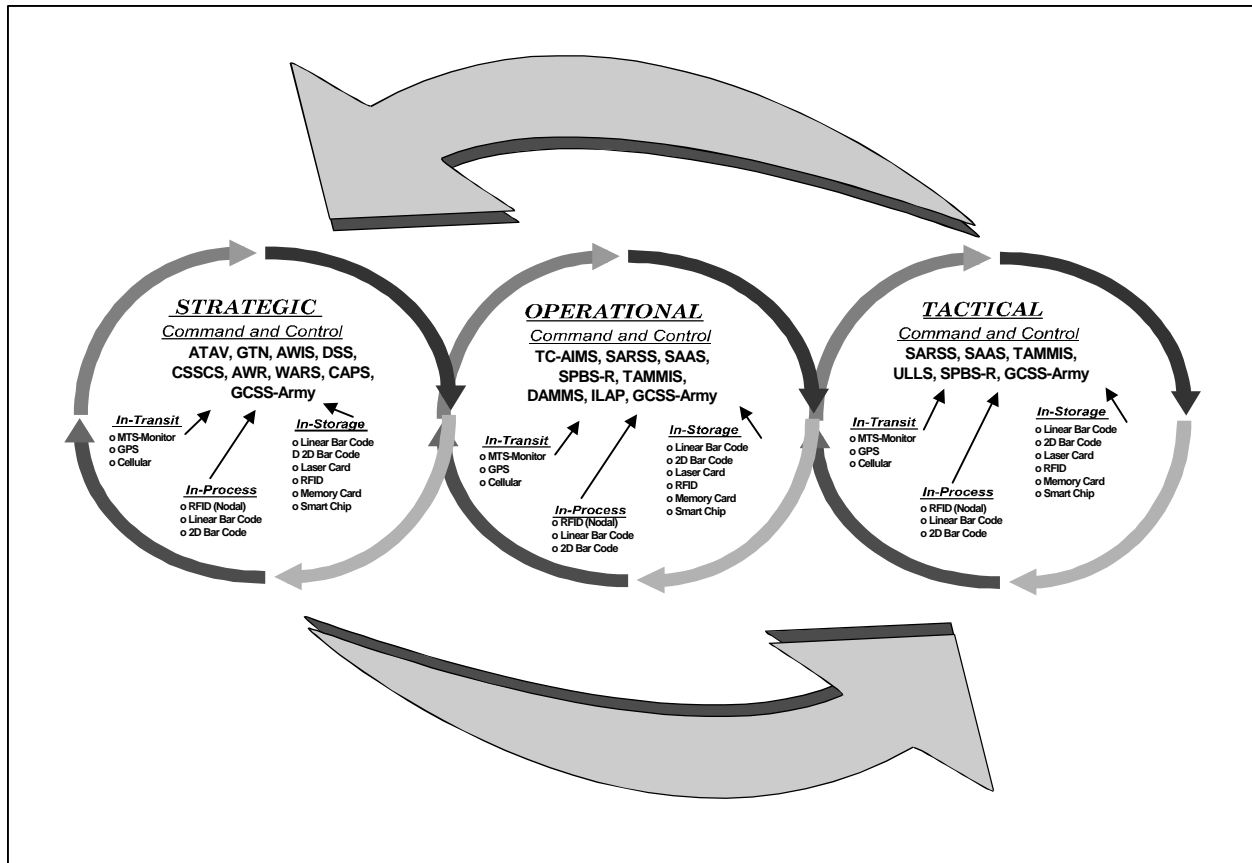 STRATEGIC
Command and Control
ATAV, GTN, AWIS, DSS,
CSSCS, AWR, WARS, CAPS,
GCSS-Army
In-Transit
o MTS-Monitor
o GPS
o Cellular
In-Process
o RFID (Nodal)
o Linear Bar Code
o 2D Bar Code
In-Storage
o Linear Bar Code
D 2D Bar Code
o Laser Card
o RFID
o Memory Card
o Smart Chip
OPERATIONAL
Command and Control
TC-AIMS, SARSS, SAAS,
SPBS-R, TAMMIS,
DAMMS, ILAP, GCSS-Army
In-Transit
o MTS-Monitor
o GPS
o Cellular
In-Process
o RFID (Nodal)
o Linear Bar Code
o 2D Bar Code
In-Storage
o Linear Bar Code
o 2D Bar Code
o Laser Card
o RFID
o Memory Card
o Smart Chip
TACTICAL
Command and Control
SARSS, SAAS, TAMMIS,
ULLS, SPBS-R, GCSS-Army
In-Transit
o MTS-Monitor
o GPS
o Cellular
In-Process
o RFID (Nodal)
o Linear Bar Code
o 2D Bar Code
In-Storage
o Linear Bar Code
o 2D Bar Code
o Laser Card
o RFID
o Memory Card
o Smart Chip